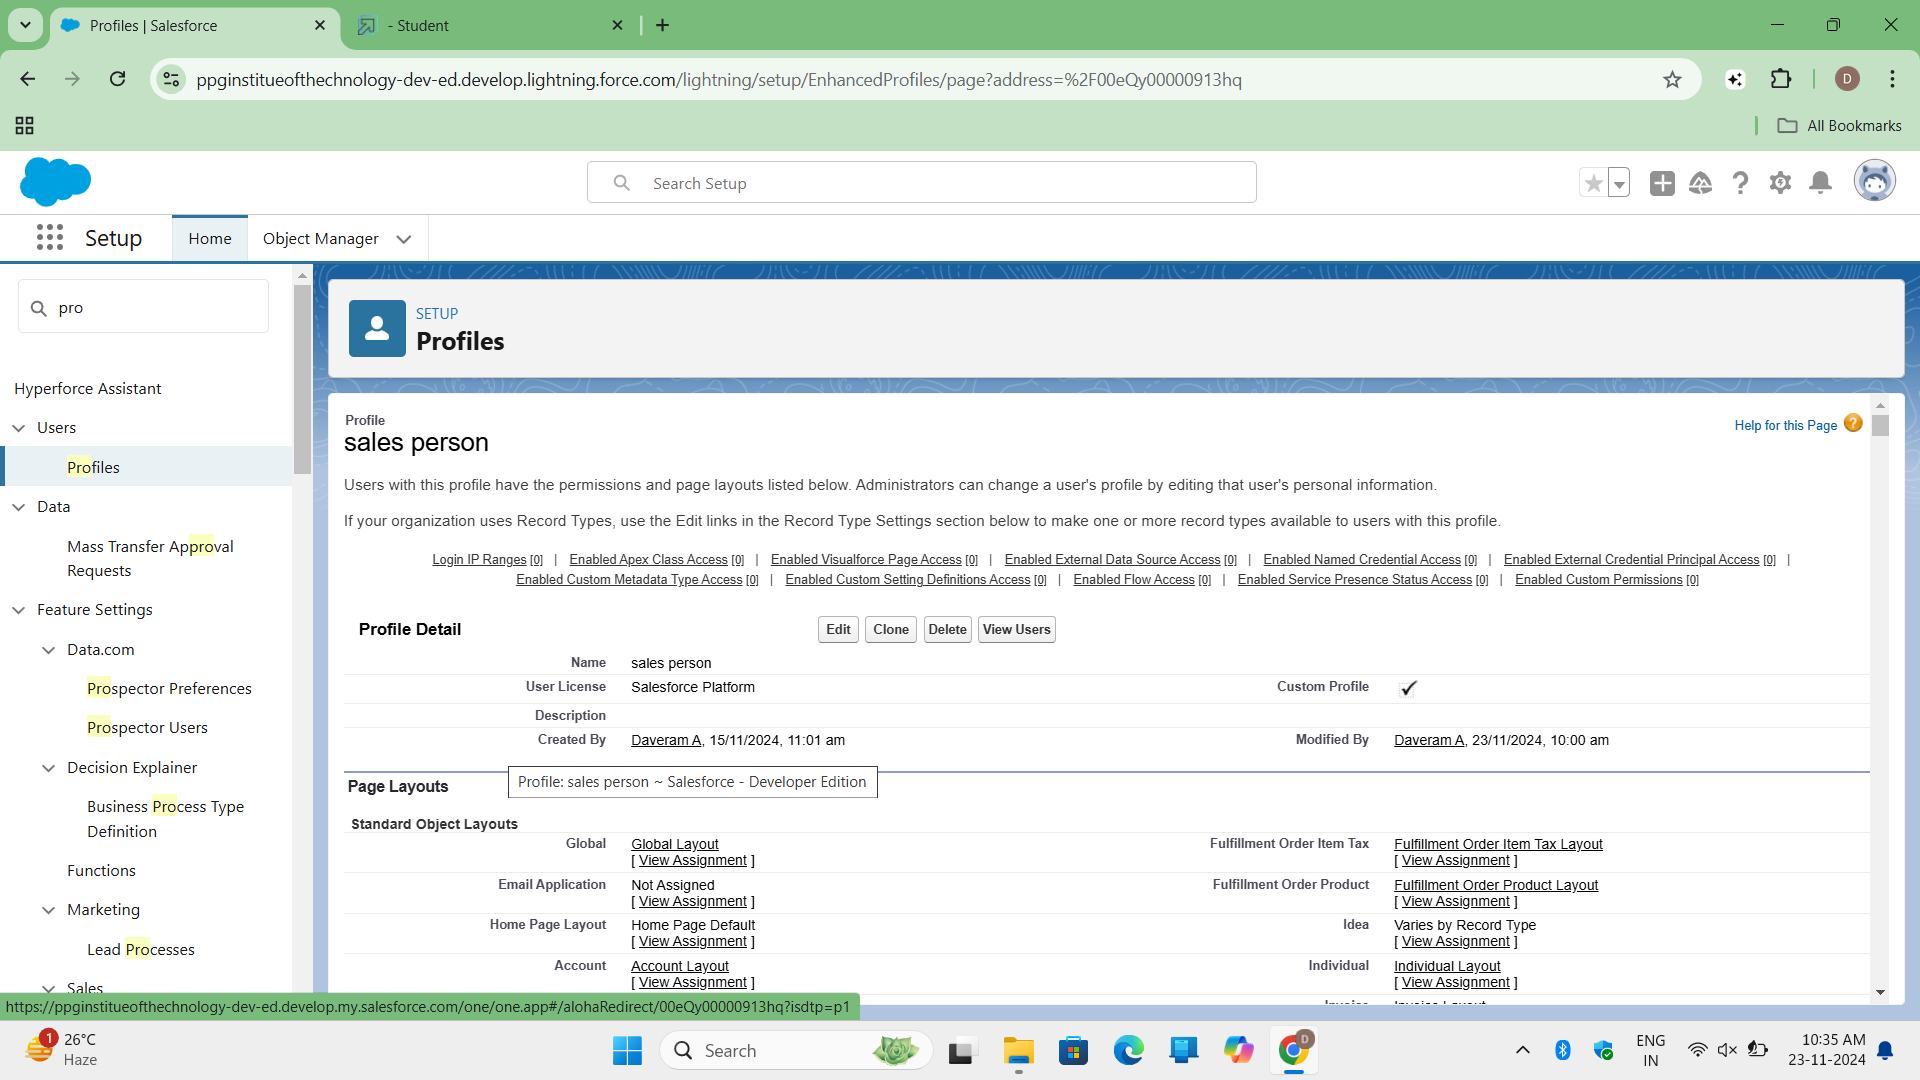 Profiles | Salesforce
- Student
ppginstitueofthechnology-dev-ed.develop.lightning.force.com/lightning/setup/EnhancedProfiles/page?address=%2F00eQy00000913hq
D
All Bookmarks
Search Setup
Setup
Home
Object Manager
pro
Hyperforce Assistant
Users
Profiles
Data
Mass Transfer Approval
Requests
Feature Settings
Data.com
Prospector Preferences
Prospector Users
Decision Explainer
Business Process Type
Definition
Functions
Marketing
Lead Processes
Sales
SETUP
Profiles
Profile
sales person
Help for this Page ?
Users with this profile have the permissions and page layouts listed below. Administrators can change a user's profile by editing that user's personal information.
If your organization uses Record Types, use the Edit links in the Record Type Settings section below to make one or more record types available to users with this profile.
Login IP Ranges [0] | Enabled Apex Class Access [0] | Enabled Visualforce Page Access [0] | Enabled External Data Source Access [0] | Enabled Named Credential Access [0] | Enabled External Credential Principal Access [0] |
Enabled Custom Metadata Type Access [0] | Enabled Custom Setting Definitions Access [0] | Enabled Flow Access [0] | Enabled Service Presence Status Access [0] | Enabled Custom Permissions [0]
Profile Detail Edit Clone Delete View Users
Name sales person
User License Salesforce Platform Custom Profile
Description
Created By Daveram A, 15/11/2024, 11:01 am Modified By Daveram A, 23/11/2024, 10:00 am
Page Layouts
Profile: sales person ~ Salesforce - Developer Edition
Standard Object Layouts
Global Global Layout Fulfillment Order Item Tax Fulfillment Order Item Tax Layout
[ View Assignment ] [ View Assignment ]
Email Application Not Assigned Fulfillment Order Product Fulfillment Order Product Layout
[ View Assignment ] [ View Assignment ]
Home Page Layout Home Page Default Idea Varies by Record Type
[ View Assignment ] [ View Assignment ]
Account Account Layout Individual Individual Layout
[ View Assignment ] [ View Assignment ]
Invoice Invoice Layout
https://ppginstitueofthechnology-dev-ed.develop.my.salesforce.com/one/one.app#/alohaRedirect/00eQy00000913hq?isdtp=p1
1
26°C
Haze
Search
D
ENG
IN
10:35 AM
23-11-2024